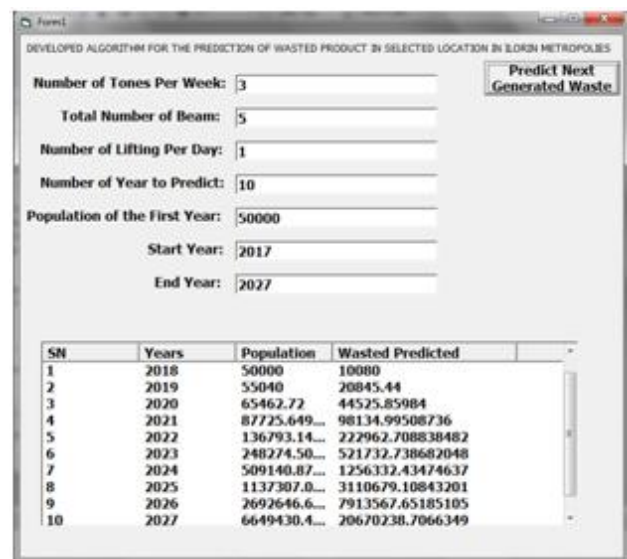 Form1
DEVELOPED ALGORITHM FOR THE PREDICTION OF WASTED PRODUCT IN SELECTED LOCATION IN ILORIN METROPOLIES
Predict Next
Generated Waste
Number of Tones Per Week: 3
Total Number of Beam: 5
Number of Lifting Per Day: 1
Number of Year to Predict: 10
Population of the First Year: 50000
Start Year: 2017
End Year: 2027
SN Years Population Wasted Predicted
1 2018 50000 10080
2 2019 55040 20845.44
3 2020 65462.72 44525.85984
4 2021 87725.649... 98134.99508736
5 2022 136793.14... 222962.708838482
6 2023 248274.50... 521732.738682048
7 2024 509140.87... 1256332.43474637
8 2025 1137307.0... 3110679.10843201
9 2026 2692646.6... 7913567.65185105
10 2027 6649430.4... 20670238.7066349